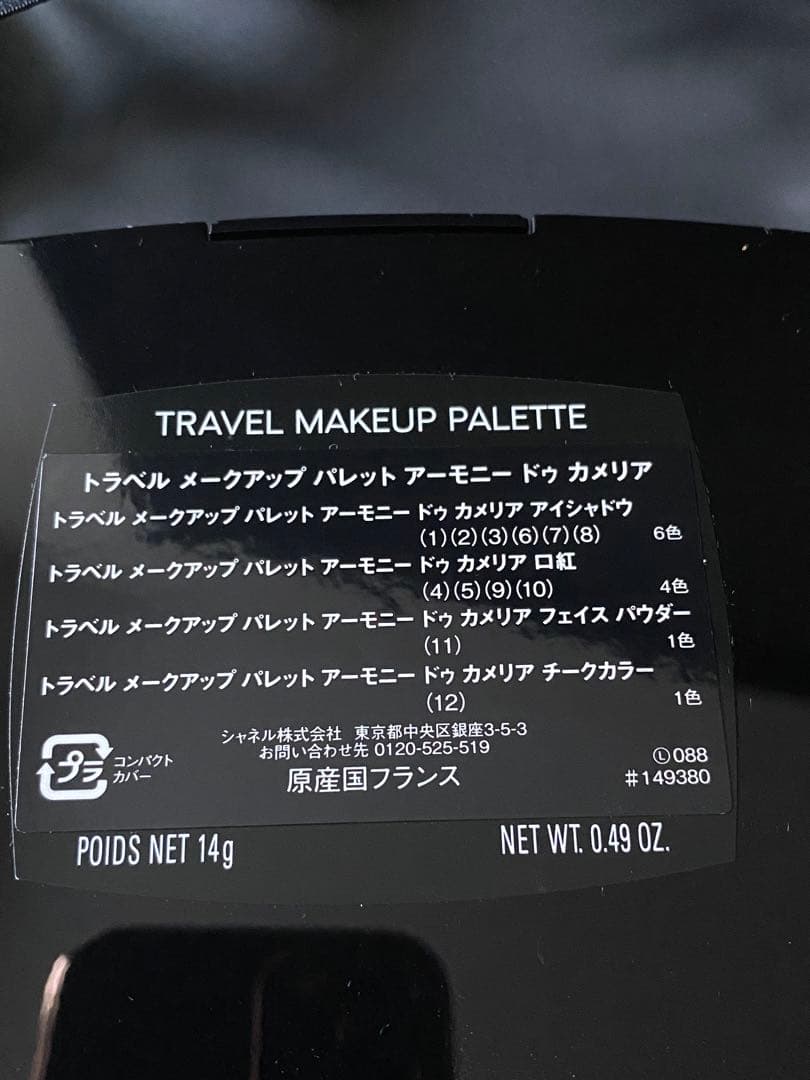 TRAVEL MAKEUP PALETTE
トラベル メークアップ パレット アーモニー ドゥ カメリア
トラベル メークアップ パレット アーモニー ドゥ カメリア アイシャドウ
(1)(2)(3)(6)(7)(8) 6色
トラベル メークアップ パレット アーモニー ドゥ カメリア 口紅
(4)(5)(9)(10) 4色
トラベル メークアップ パレット アーモニー ドゥ カメリア フェイス パウダー
(11) 1色
トラベル メークアップ パレット アーモニー ドゥ カメリア チークカラー
(12) 1色
シャネル株式会社 東京都中央区銀座3-5-3
お問い合わせ先 0120-525-519
原産国フランス
プラ
コンパクト
カバー
Ⓛ088
#149380
POIDS NET 14g
NET WT. 0.49 OZ.